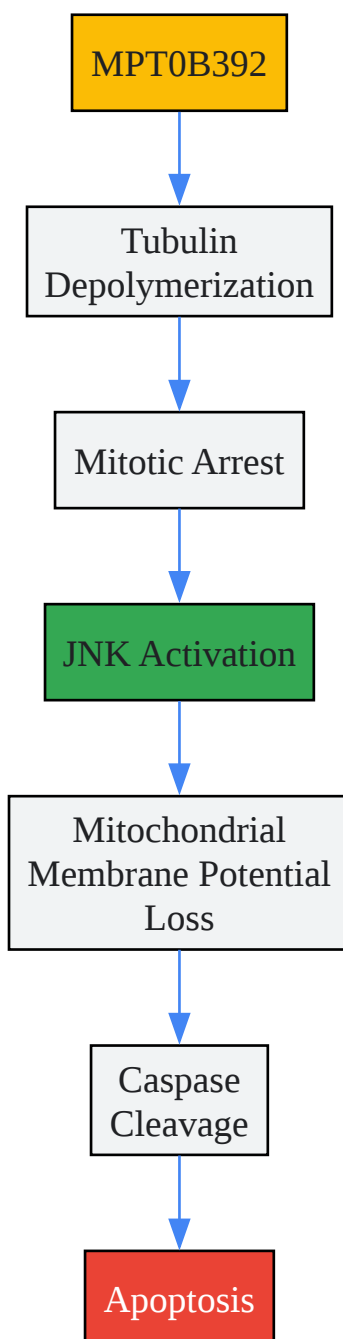 MPT0B392
Tubulin
Depolymerization
Mitotic Arrest
JNK Activation
Mitochondrial
Membrane Potential
Loss
Caspase
Cleavage
Apoptosis